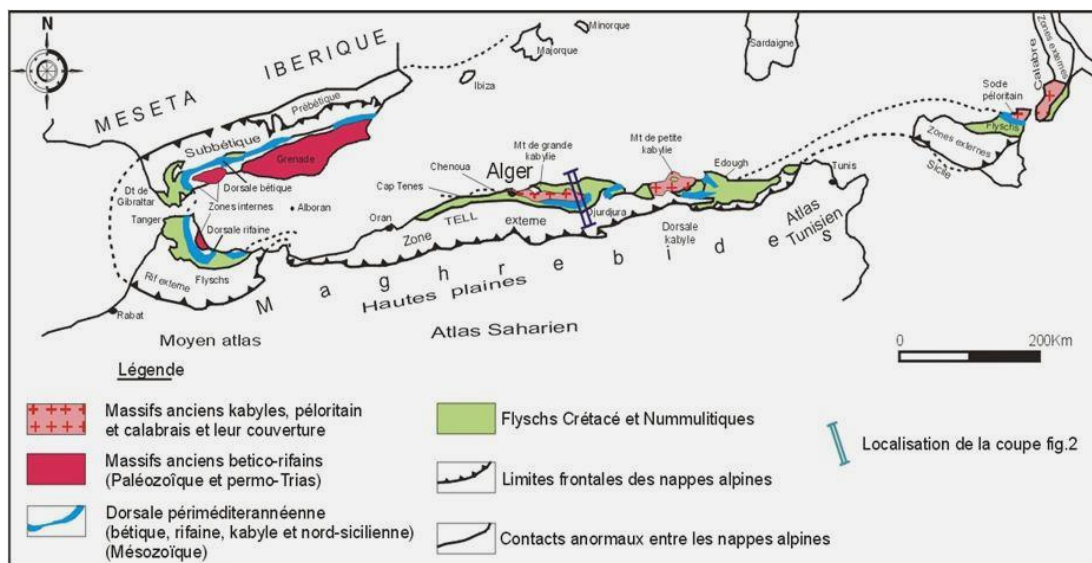 N
Minorque
Majorque
Ibiza
Sardaigne
Zones externes
Calabre
MESETA IBERIQUE
Prébétique
Subbétique
Grenade
Dorsale bétique
Zones internes
Dt de
Gibraltar
Tanger
Alboran
Dorsale rifaine
Flyschs
Rif externe
Rabat
Moyen atlas
Oran
Cap Tenes
Chenoua
Alger
Mt de grande
kabylie
Mt de petite
kabylie
Edough
Djurdjura
Dorsale
kabyle
Zone TELL externe
Maghrebides
Hautes plaines
Atlas Saharien
Tunis
Atlas
Tunisien
Socle
péloritain
Flyschs
Zones externes
Sicile
0 200Km
Légende
Massifs anciens kabyles, péloritain
et calabrais et leur couverture
Massifs anciens betico-rifains
(Paléozoîque et permo-Trias)
Dorsale périméditerannéenne
(bétique, rifaine, kabyle et nord-sicilienne)
(Mésozoïque)
Flyschs Crétacé et Nummulitiques
Limites frontales des nappes alpines
Contacts anormaux entre les nappes alpines
Localisation de la coupe fig.2